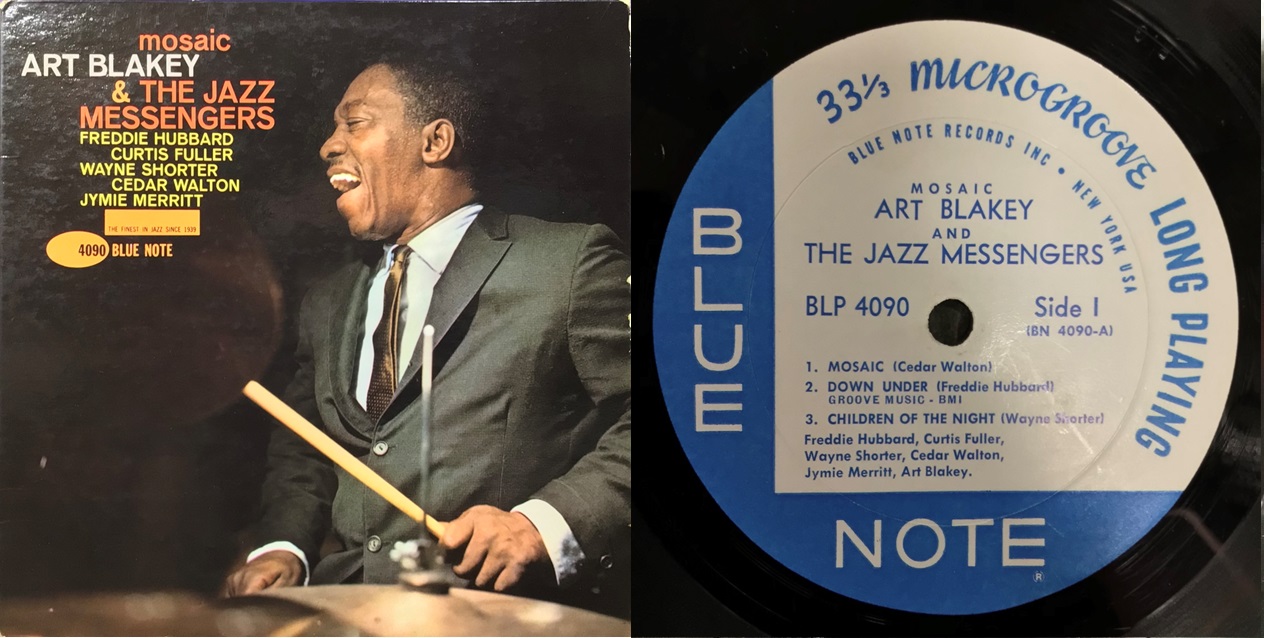 mosaic
ART BLAKEY
& THE JAZZ
MESSENGERS
FREDDIE HUBBARD
CURTIS FULLER
WAYNE SHORTER
CEDAR WALTON
JYMIE MERRITT
THE FINEST IN JAZZ SINCE 1939
4090 BLUE NOTE
33⅓ MICROGROOVE LONG PLAYING
BLUE NOTE RECORDS INC • NEW YORK USA
MOSAIC
ART BLAKEY
AND
THE JAZZ MESSENGERS
BLP 4090
Side 1
(BN 4090-A)
1. MOSAIC (Cedar Walton)
2. DOWN UNDER (Freddie Hubbard)
GROOVE MUSIC - BMI
3. CHILDREN OF THE NIGHT (Wayne Shorter)
Freddie Hubbard, Curtis Fuller,
Wayne Shorter, Cedar Walton,
Jymie Merritt, Art Blakey.
BLUE
NOTE
®